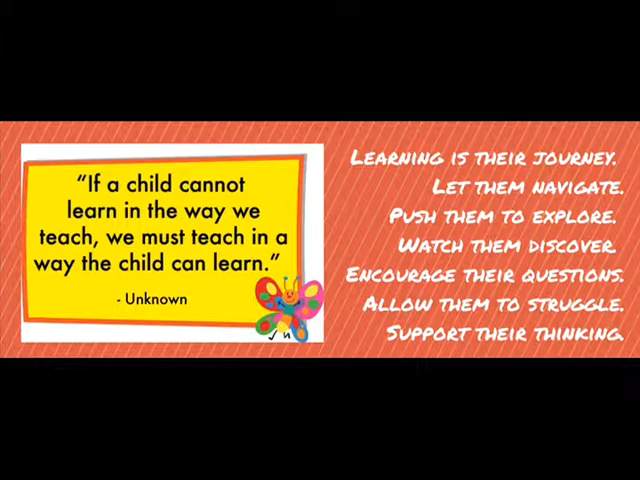 “If a child cannot
learn in the way we
teach, we must teach in a
way the child can learn.”
- Unknown
Learning is their journey.
Let them navigate.
Push them to explore.
Watch them discover.
Encourage their questions.
Allow them to struggle.
Support their thinking.